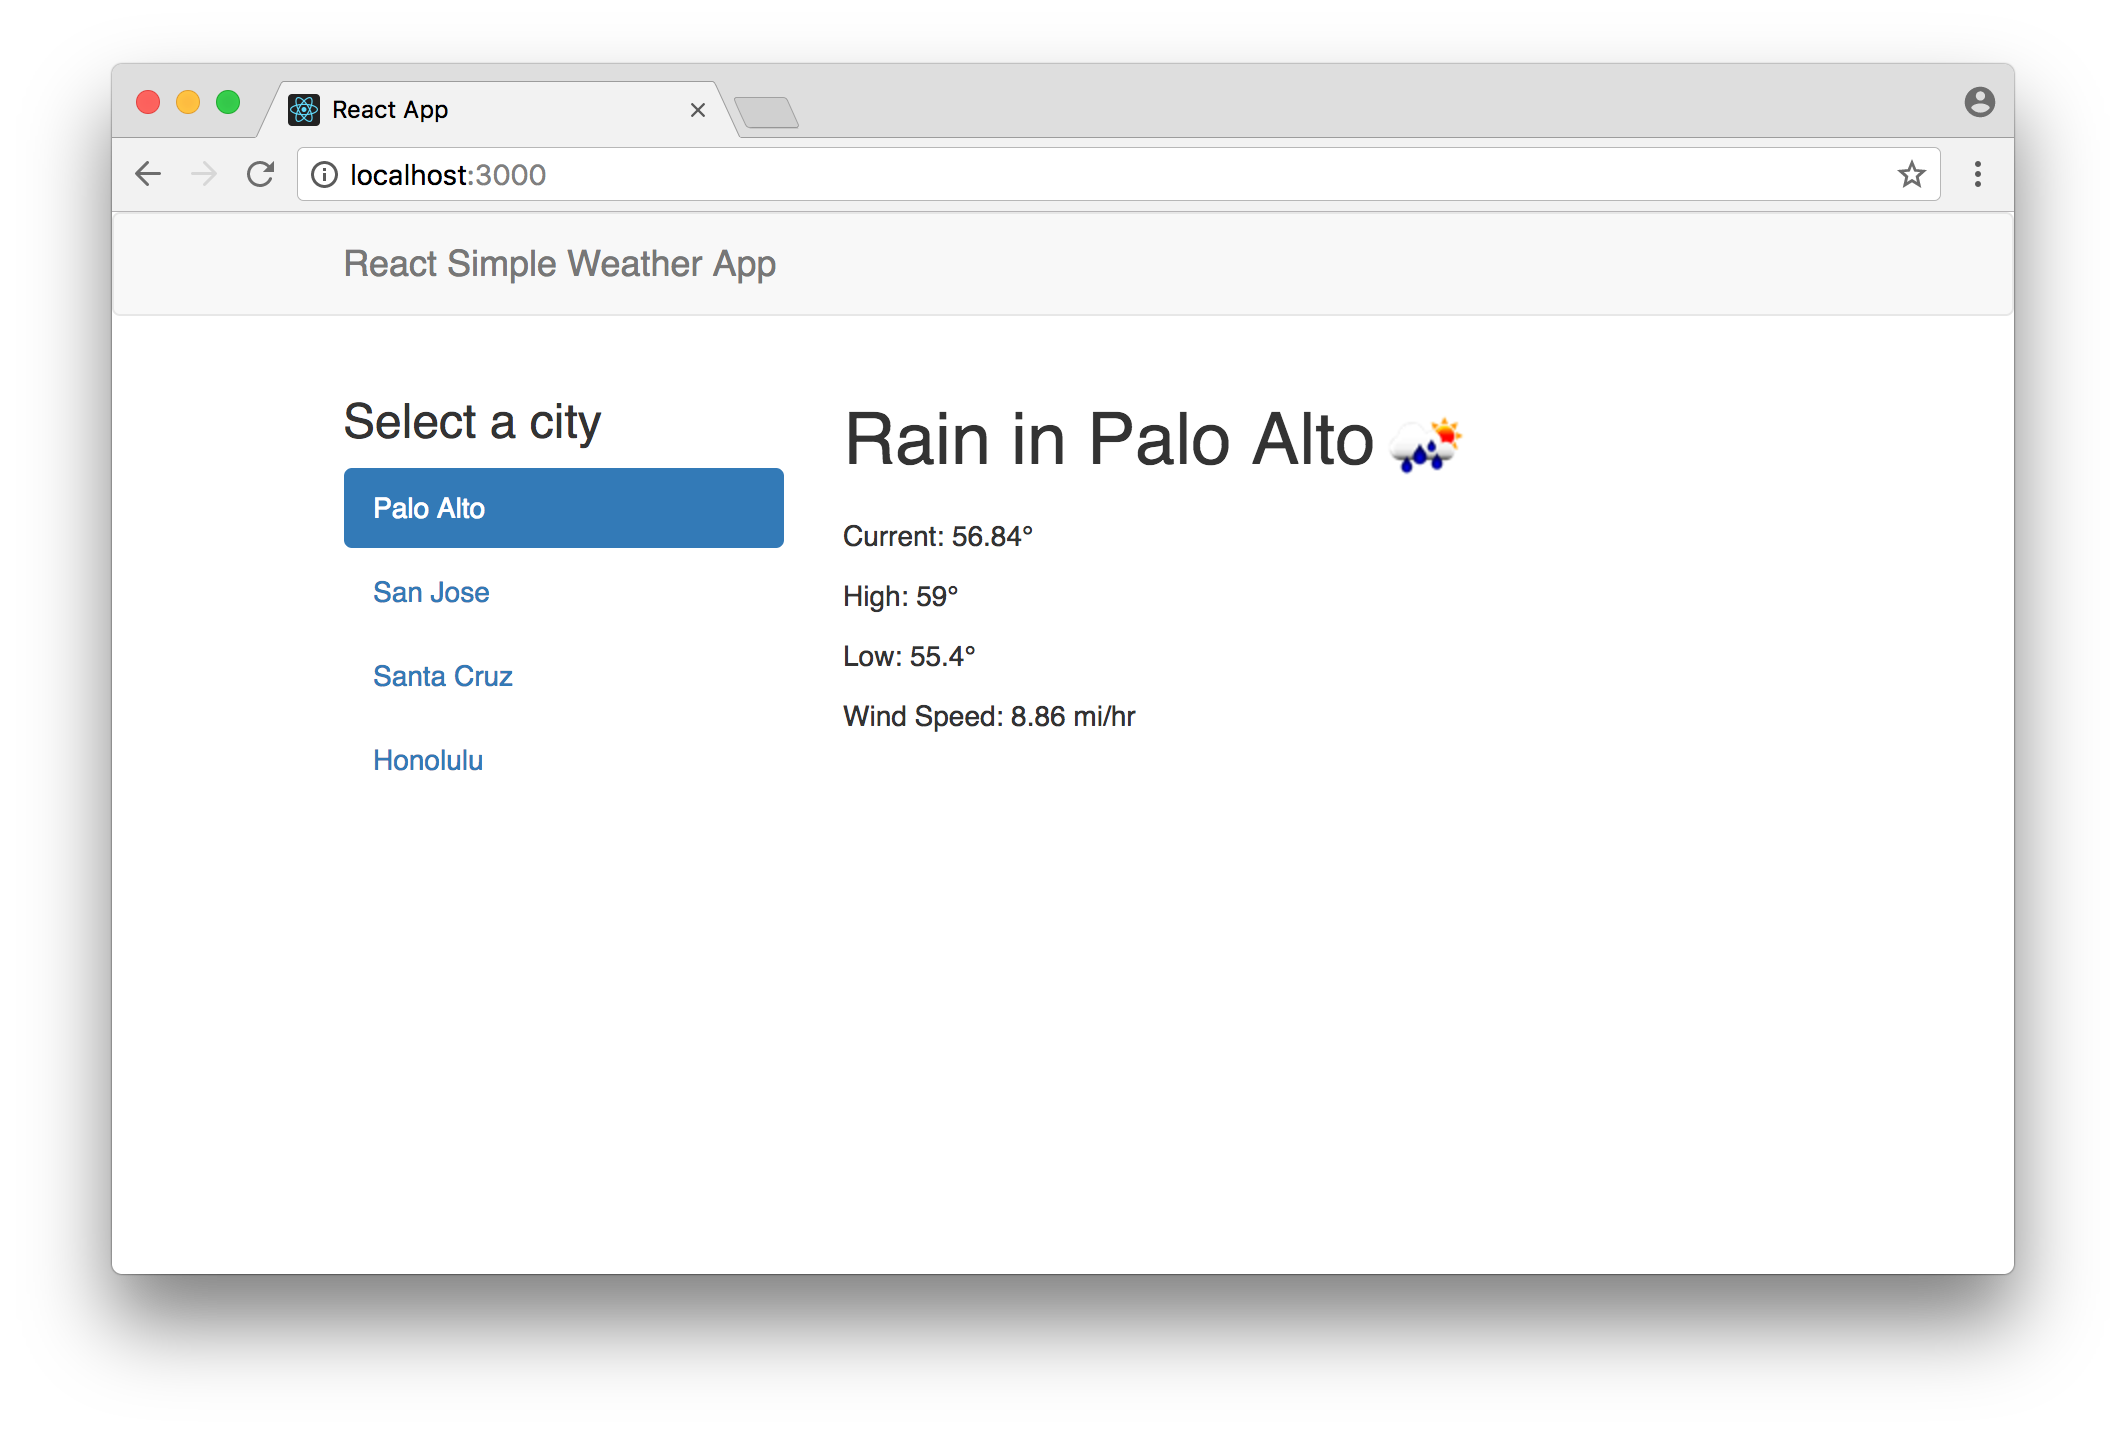 React App
localhost:3000
React Simple Weather App
Select a city
Palo Alto
San Jose
Santa Cruz
Honolulu
Rain in Palo Alto
Current: 56.84°
High: 59°
Low: 55.4°
Wind Speed: 8.86 mi/hr